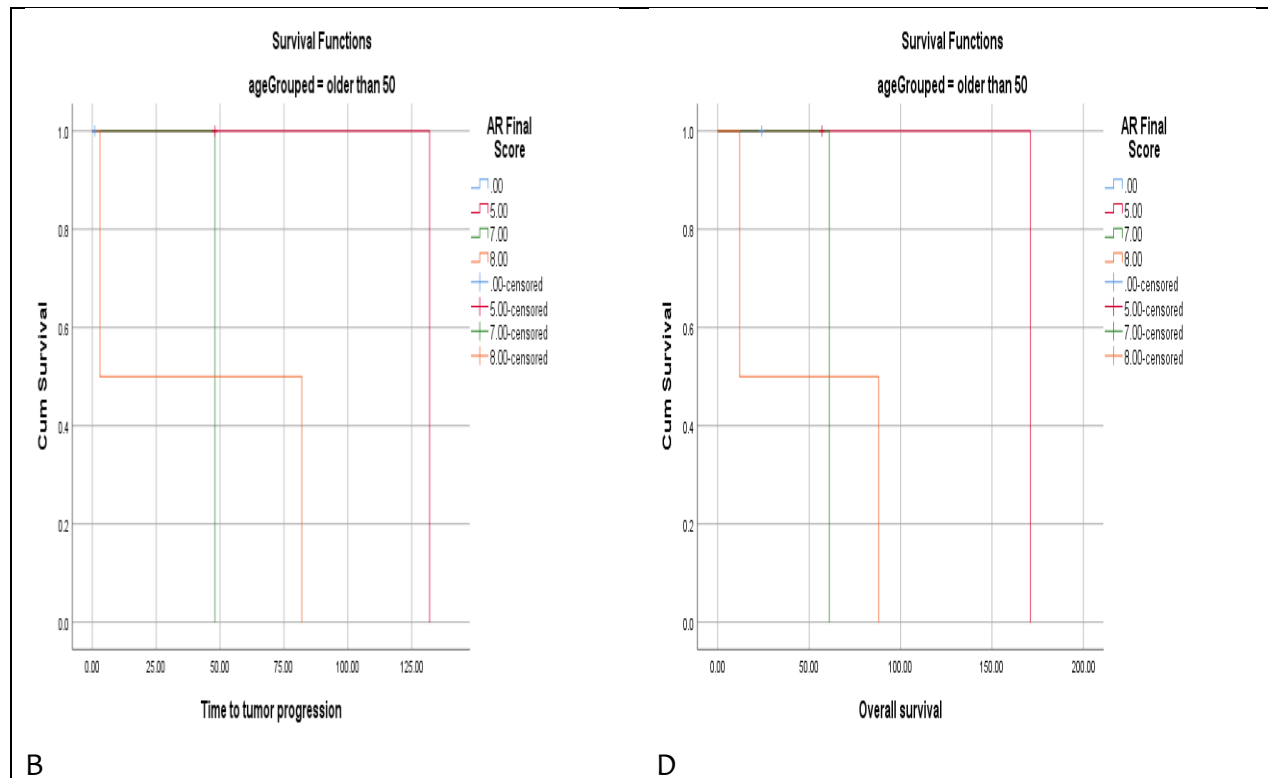 Survival Functions
ageGrouped = older than 50
AR Final
Score
.00
5.00
7.00
8.00
.00-censored
5.00-censored
7.00-censored
8.00-censored
Cum Survival
1.0
0.8
0.6
0.4
0.2
0.0
0.00 25.00 50.00 75.00 100.00 125.00
Time to tumor progression
B
Survival Functions
ageGrouped = older than 50
AR Final
Score
.00
5.00
7.00
8.00
.00-censored
5.00-censored
7.00-censored
8.00-censored
Cum Survival
1.0
0.8
0.6
0.4
0.2
0.0
0.00 50.00 100.00 150.00 200.00
Overall survival
D